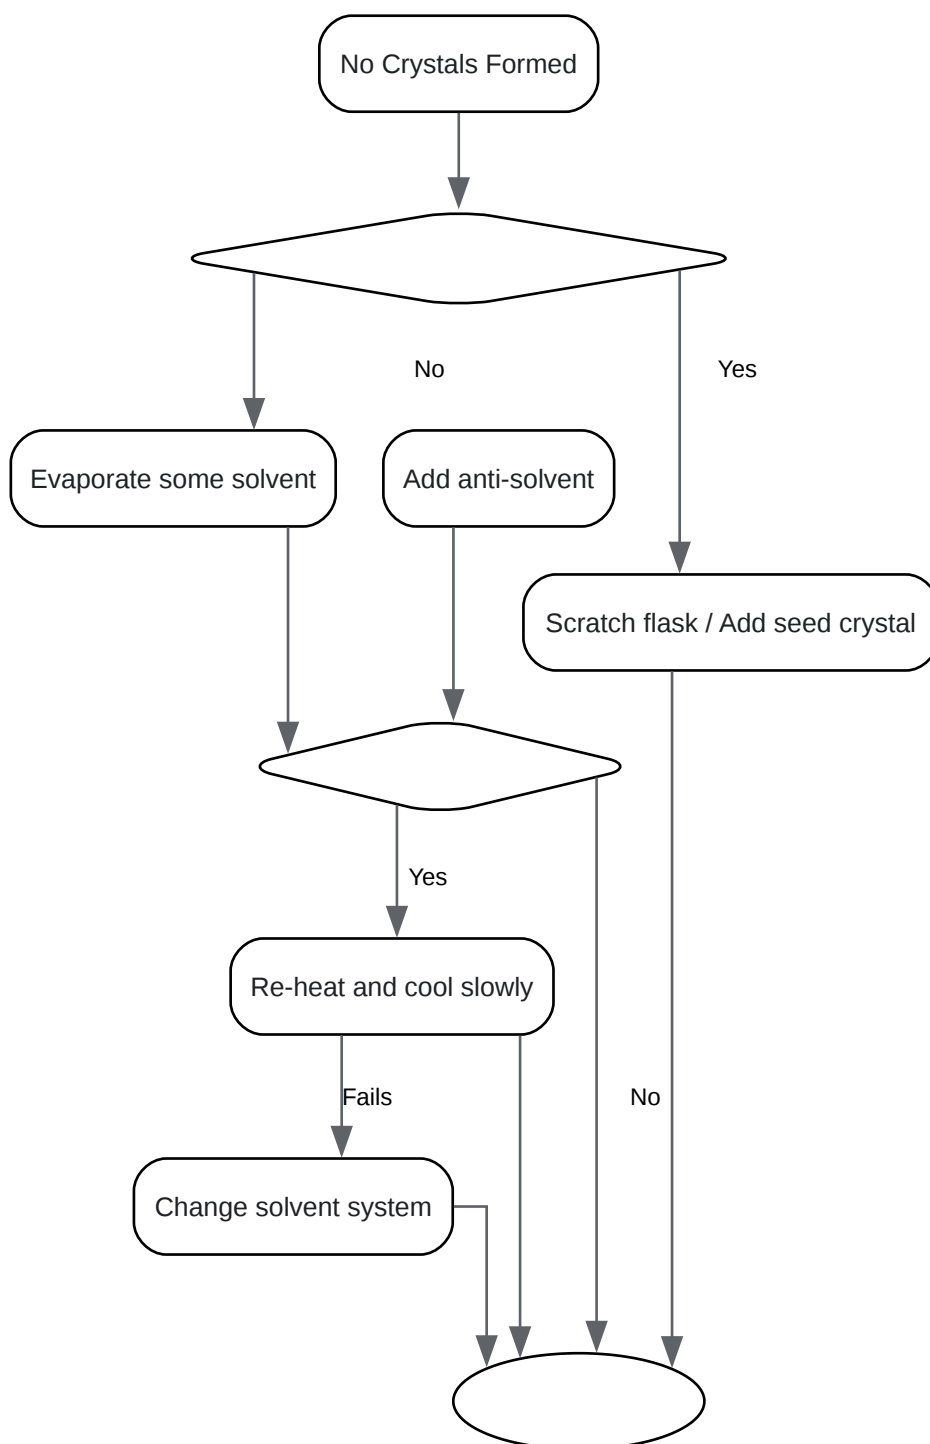 No Crystals Formed
No
Yes
Evaporate some solvent
Add anti-solvent
Scratch flask / Add seed crystal
Yes
Re-heat and cool slowly
Fails
No
Change solvent system